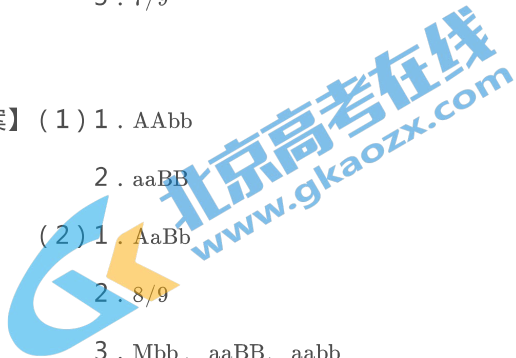 3 . 7/9
案】 ( 1 ) 1 . AAbb
2 . aaBB
( 2 ) 1 . AaBb
2 . 8/9
3 . Mbb 、 aaBB、 aabb
北京高考在线
www.gkaozx.com